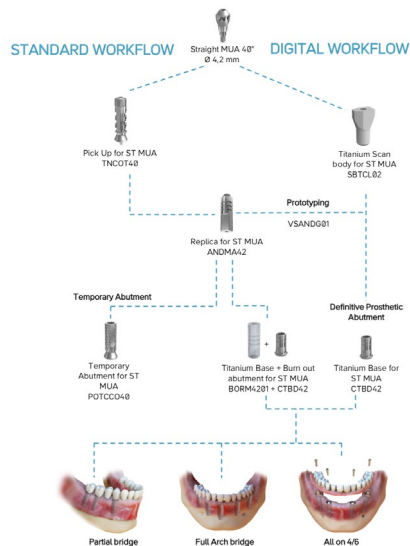 STANDARD WORKFLOW
Straight MUA 40°
Ø 4,2 mm
DIGITAL WORKFLOW
Pick Up for ST MUA
TNCOT40
Titanium Scan
body for ST MUA
SBTCL02
Prototyping
VSANDG01
Replica for ST MUA
ANDMA42
Temporary Abutment
Definitive Prosthetic
Abutment
Temporary
Abutment for ST
MUA
POTCCO40
+
Titanium Base + Burn out
abutment for ST MUA
BORM4201 + CTBD42
Titanium Base for
ST MUA
CTBD42
Partial bridge
Full Arch bridge
All on 4/6